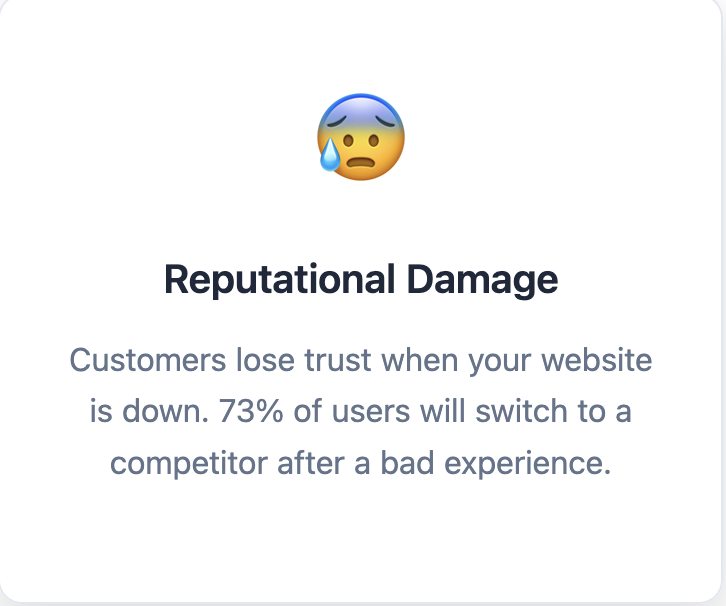 Reputational Damage
Customers lose trust when your website
is down. 73% of users will switch to a
competitor after a bad experience.